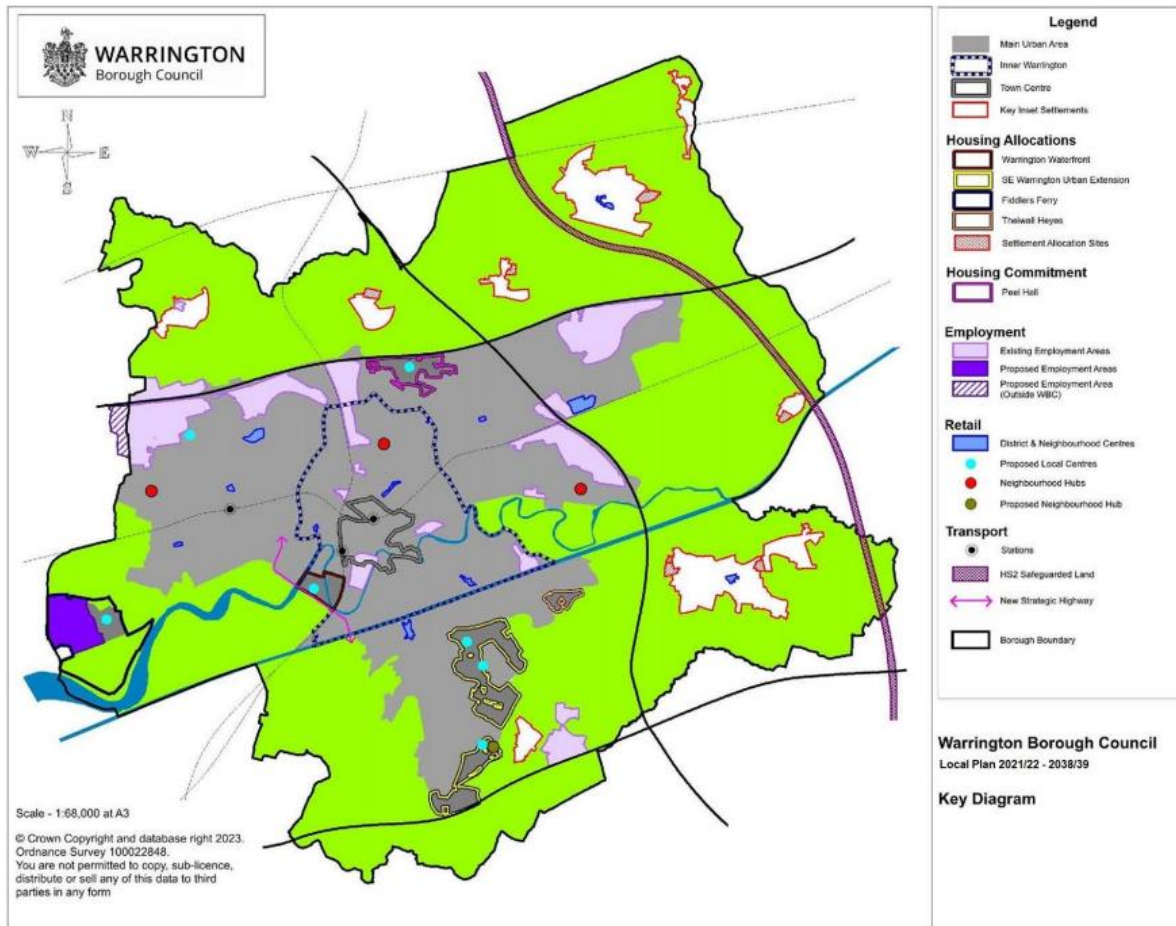 WARRINGTON
Borough Council
N
W E
S
Scale - 1:68,000 at A3
© Crown Copyright and database right 2023.
Ordnance Survey 100022848.
You are not permitted to copy, sub-licence,
distribute or sell any of this data to third
parties in any form
Legend
Main Urban Area
Inner Warrington
Town Centre
Key Inset Settlements
Housing Allocations
Warrington Waterfront
SE Warrington Urban Extension
Fiddlers Ferry
Thelwall Heyes
Settlement Allocation Sites
Housing Commitment
Peel Hall
Employment
Existing Employment Areas
Proposed Employment Areas
Proposed Employment Area
(Outside WBC)
Retail
District & Neighbourhood Centres
Proposed Local Centres
Neighbourhood Hubs
Proposed Neighbourhood Hub
Transport
Stations
HS2 Safeguarded Land
New Strategic Highway
Borough Boundary
Warrington Borough Council
Local Plan 2021/22 - 2038/39
Key Diagram